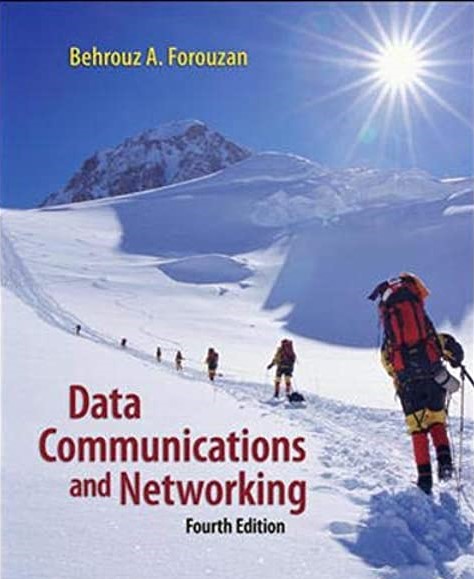 Behrouz A. Forouzan
Data
Communications
and Networking
Fourth Edition